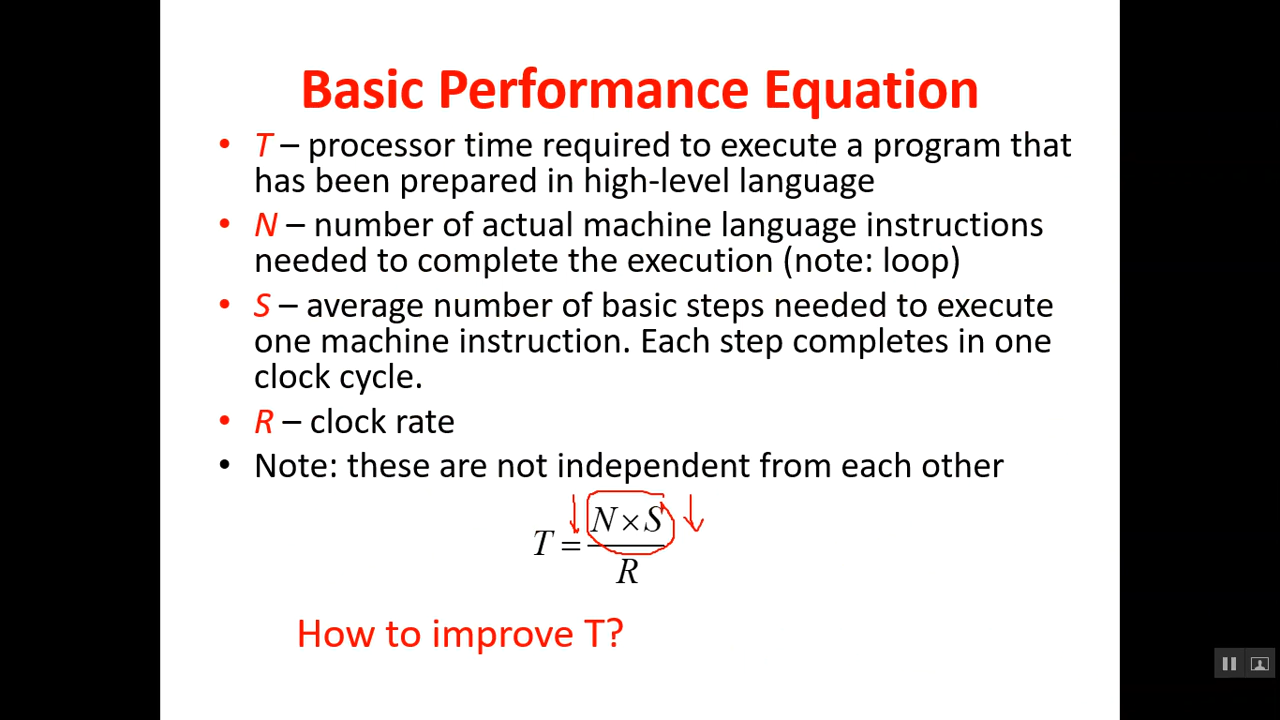 Basic Performance Equation
• T – processor time required to execute a program that
has been prepared in high-level language
• N – number of actual machine language instructions
needed to complete the execution (note: loop)
• S – average number of basic steps needed to execute
one machine instruction. Each step completes in one
clock cycle.
• R – clock rate
• Note: these are not independent from each other
N × S
T =
R
How to improve T?